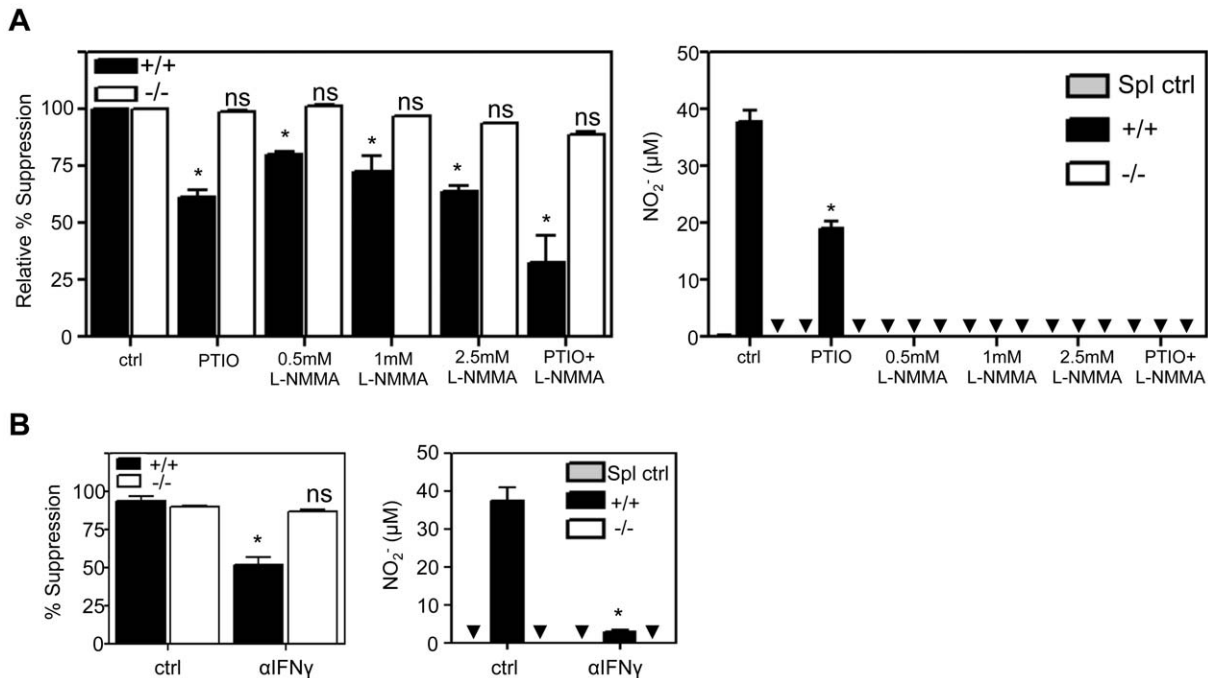 A
Relative % Suppression
100
75
50
25
0
+/+
-/-
ns
ns
ns
ns
ns
*
*
*
*
*
ctrl
PTIO
0.5mM
L-NMMA
1mM
L-NMMA
2.5mM
L-NMMA
PTIO+
L-NMMA
NO₂⁻ (µM)
50
40
30
20
10
0
Spl ctrl
+/+
-/-
*
ctrl
PTIO
0.5mM
L-NMMA
1mM
L-NMMA
2.5mM
L-NMMA
PTIO+
L-NMMA
B
% Suppression
100
75
50
25
0
+/+
-/-
*
ns
ctrl
αIFNγ
NO₂⁻ (µM)
50
40
30
20
10
0
Spl ctrl
+/+
-/-
*
ctrl
αIFNγ